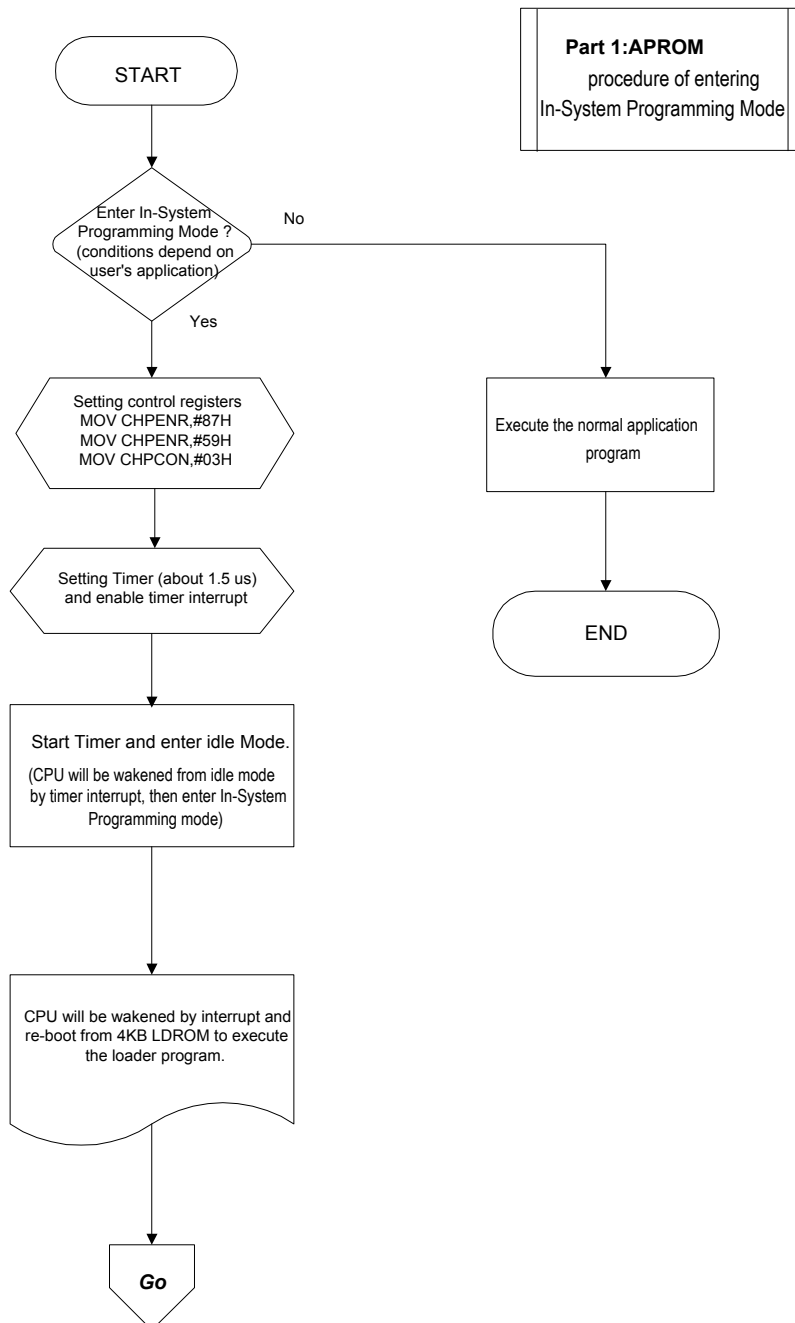 Part 1:APROM
procedure of entering
In-System Programming Mode
START
Enter In-System
Programming Mode ?
(conditions depend on
user's application)
No
Yes
Setting control registers
MOV CHPENR,#87H
MOV CHPENR,#59H
MOV CHPCON,#03H
Execute the normal application
program
Setting Timer (about 1.5 us)
and enable timer interrupt
END
Start Timer and enter idle Mode.
(CPU will be wakened from idle mode
by timer interrupt, then enter In-System
Programming mode)
CPU will be wakened by interrupt and
re-boot from 4KB LDROM to execute
the loader program.
Go